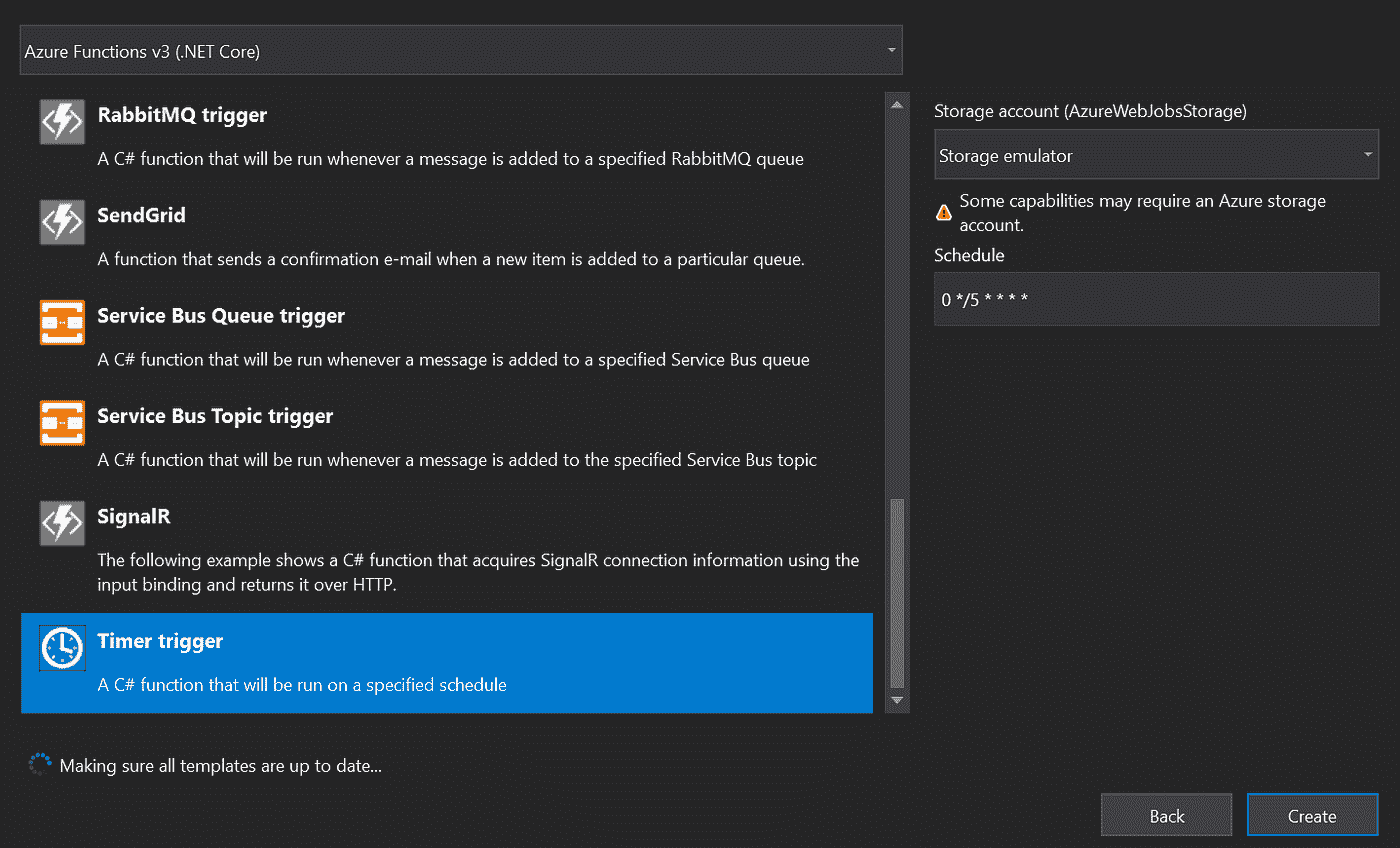 Azure Functions v3 (.NET Core)
RabbitMQ trigger
A C# function that will be run whenever a message is added to a specified RabbitMQ queue
SendGrid
A function that sends a confirmation e-mail when a new item is added to a particular queue.
Service Bus Queue trigger
A C# function that will be run whenever a message is added to a specified Service Bus queue
Service Bus Topic trigger
A C# function that will be run whenever a message is added to the specified Service Bus topic
SignalR
The following example shows a C# function that acquires SignalR connection information using the
input binding and returns it over HTTP.
Timer trigger
A C# function that will be run on a specified schedule
Making sure all templates are up to date...
Storage account (AzureWebJobsStorage)
Storage emulator
Some capabilities may require an Azure storage
account.
Schedule
0 */5 * * * *
Back
Create